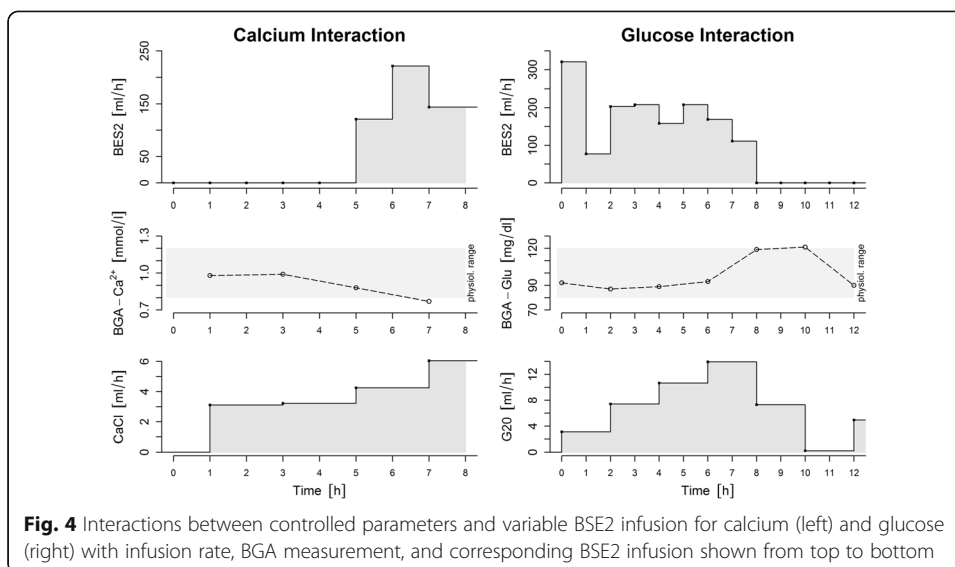 Calcium Interaction
BES2 [ml/h]
250
150
50
0
0 1 2 3 4 5 6 7 8
BGA – Ca2+ [mmol/l]
1.3
1.0
0.7
physiol. range
0 1 2 3 4 5 6 7 8
CaCl [ml/h]
6
4
2
0
0 1 2 3 4 5 6 7 8
Time [h]
Glucose Interaction
BES2 [ml/h]
300
200
100
0
0 1 2 3 4 5 6 7 8 9 10 12
BGA – Glu [mg/dl]
120
90
70
physiol. range
0 1 2 3 4 5 6 7 8 9 10 12
G20 [ml/h]
12
8
4
0
0 1 2 3 4 5 6 7 8 9 10 12
Time [h]
Fig. 4 Interactions between controlled parameters and variable BSE2 infusion for calcium (left) and glucose
(right) with infusion rate, BGA measurement, and corresponding BSE2 infusion shown from top to bottom